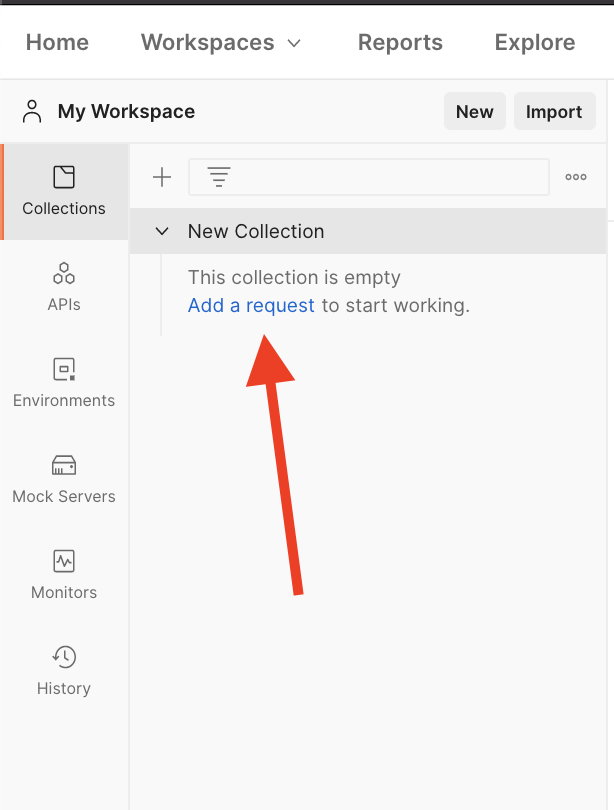 Home Workspaces Reports Explore
My Workspace New Import
Collections
New Collection
This collection is empty
Add a request to start working.
APIs
Environments
Mock Servers
Monitors
History